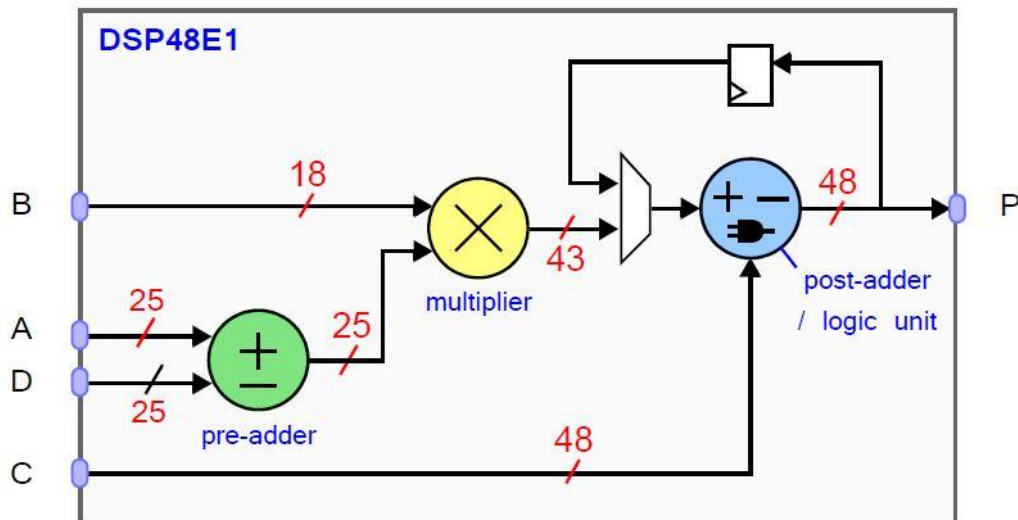 DSP48E1
B
18
48
P
43
multiplier
post-adder
/ logic unit
A
25
25
D
25
pre-adder
C
48